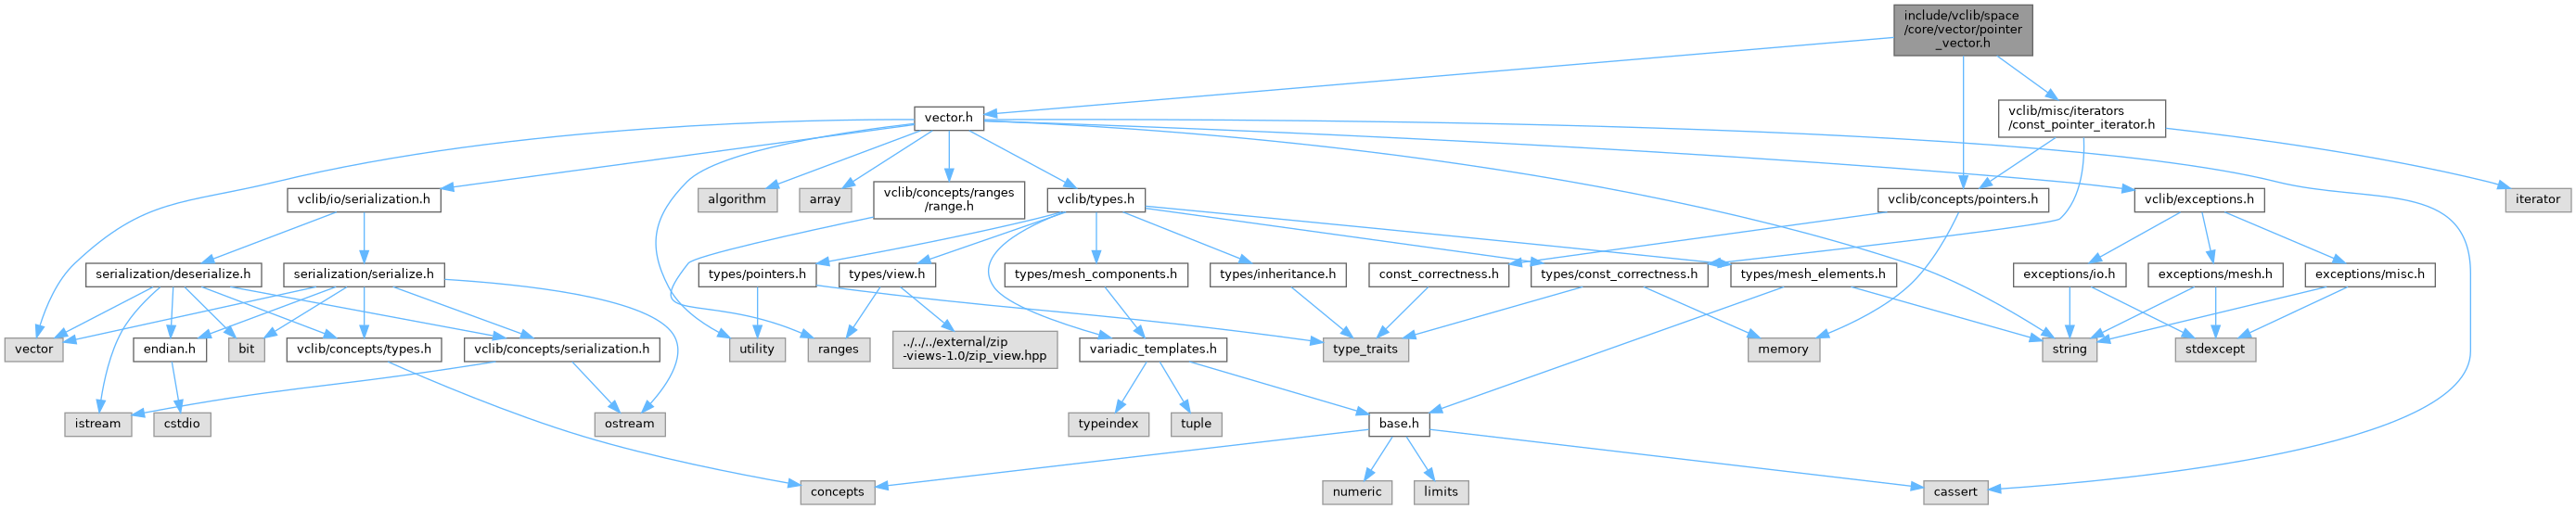 include/vclib/space
/core/vector/pointer
_vector.h
vector.h
vclib/misc/iterators
/const_pointer_iterator.h
vclib/io/serialization.h
algorithm
array
vclib/concepts/ranges
/range.h
vclib/types.h
vclib/concepts/pointers.h
vclib/exceptions.h
iterator
serialization/deserialize.h
serialization/serialize.h
types/pointers.h
types/view.h
types/mesh_components.h
types/inheritance.h
const_correctness.h
types/const_correctness.h
types/mesh_elements.h
exceptions/io.h
exceptions/mesh.h
exceptions/misc.h
vector
endian.h
bit
vclib/concepts/types.h
vclib/concepts/serialization.h
utility
ranges
../../../external/zip
-views-1.0/zip_view.hpp
variadic_templates.h
type_traits
memory
string
stdexcept
istream
cstdio
ostream
typeindex
tuple
base.h
concepts
numeric
limits
cassert